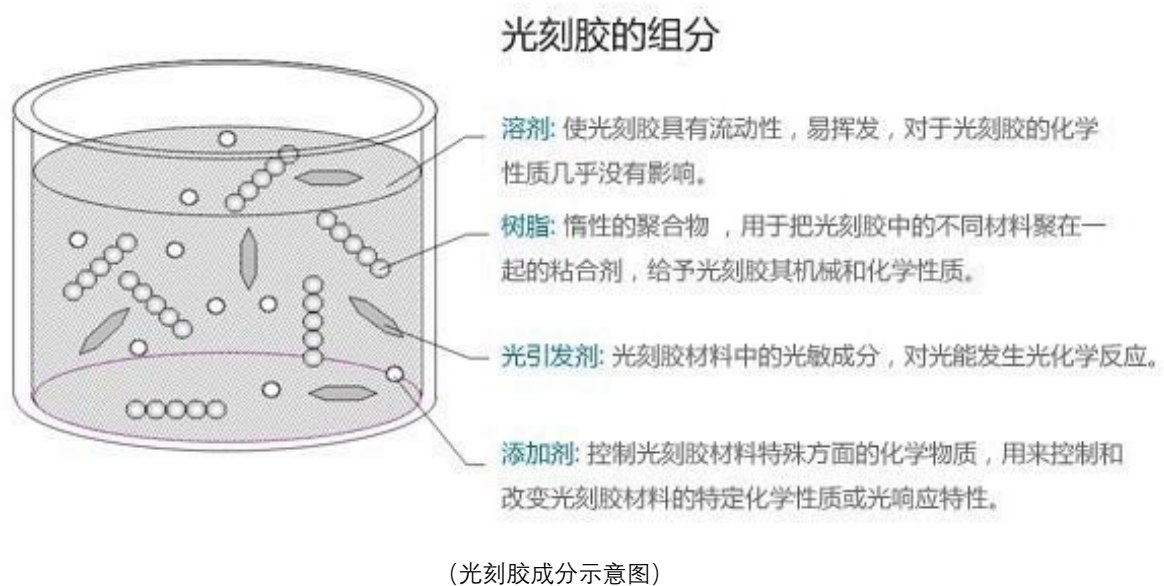 光刻胶的组分
溶剂: 使光刻胶具有流动性，易挥发，对于光刻胶的化学
性质几乎没有影响。
树脂: 惰性的聚合物 ，用于把光刻胶中的不同材料聚在一
起的粘合剂，给予光刻胶其机械和化学性质。
光引发剂: 光刻胶材料中的光敏成分，对光能发生光化学反应。
添加剂: 控制光刻胶材料特殊方面的化学物质，用来控制和
改变光刻胶材料的特定化学性质或光响应特性。
(光刻胶成分示意图)